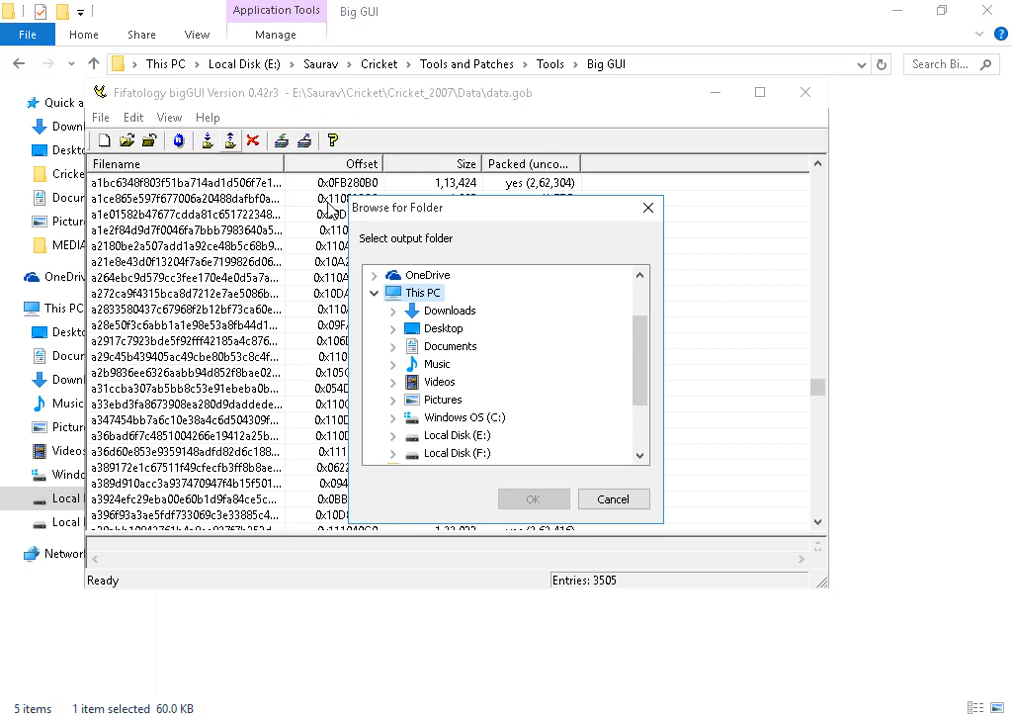 Application Tools Big GUI
File Home Share View Manage
This PC Local Disk (E:) Saurav Cricket Tools and Patches Tools Big GUI Search Bi...
Fifatology bigGUI Version 0.42r3 - E:\Saurav\Cricket\Cricket_2007\Data\data.gob
File Edit View Help
Filename Offset Size Packed (unco...
a1bc6348f803f51ba714ad1d506f7e1... 0x0FB280B0 1,13,424 yes (2,62,304)
a1ce865e597f677006a20488dafbf0a...
a1e01582b47677cdda81c651722348...
a1e2f84d9d7f0046fa7bbb7983640a5...
a2180be2a507add1a92ce48b5c68b9...
a21e8e43d0f13204f7a6e7199826d06...
a264ebc9d579cc3fee170e4e0d5a7a...
a272ca9f4315bca8d7212e7ae5086b...
a2833580437c67968f2b12bf73ca60e...
a28e50f3c6abb1a1e98e53a8fb44d1...
a2917c7923bde5f92fff42185a4c876...
a29c45b439405ac49cbe80b53c8c4f...
a2b9836ee6326aabb94d852f8bae02...
a31ccba307ab5bb8c53e91ebeba0b...
a33ebd3fa8673908ea280d9daddede...
a347454bb7a6c10e38a4c6d504309f...
a36bad6f7c4851004266e19412a25b...
a36d60e853e9359148adfd82d6c188...
a389172e1c67511f49cfecfb3ff8b8ae...
a389d910acc3a937470947f4b15f501...
a3924efc29eba00e60b1d9fa84ce5c...
a396f93a3ae5fdf733069c3e33885c4...
Browse for Folder
Select output folder
OneDrive
This PC
Downloads
Desktop
Documents
Music
Videos
Pictures
Windows OS (C:)
Local Disk (E:)
Local Disk (F:)
OK Cancel
Quick a
Down
Deskt
Cricke
Docur
Pictur
MEDIA
OneDri
This PC
Deskt
Docur
Downl
Music
Pictur
Videos
Windo
Local
Local
Networ
Ready Entries: 3505
5 items 1 item selected 60.0 KB